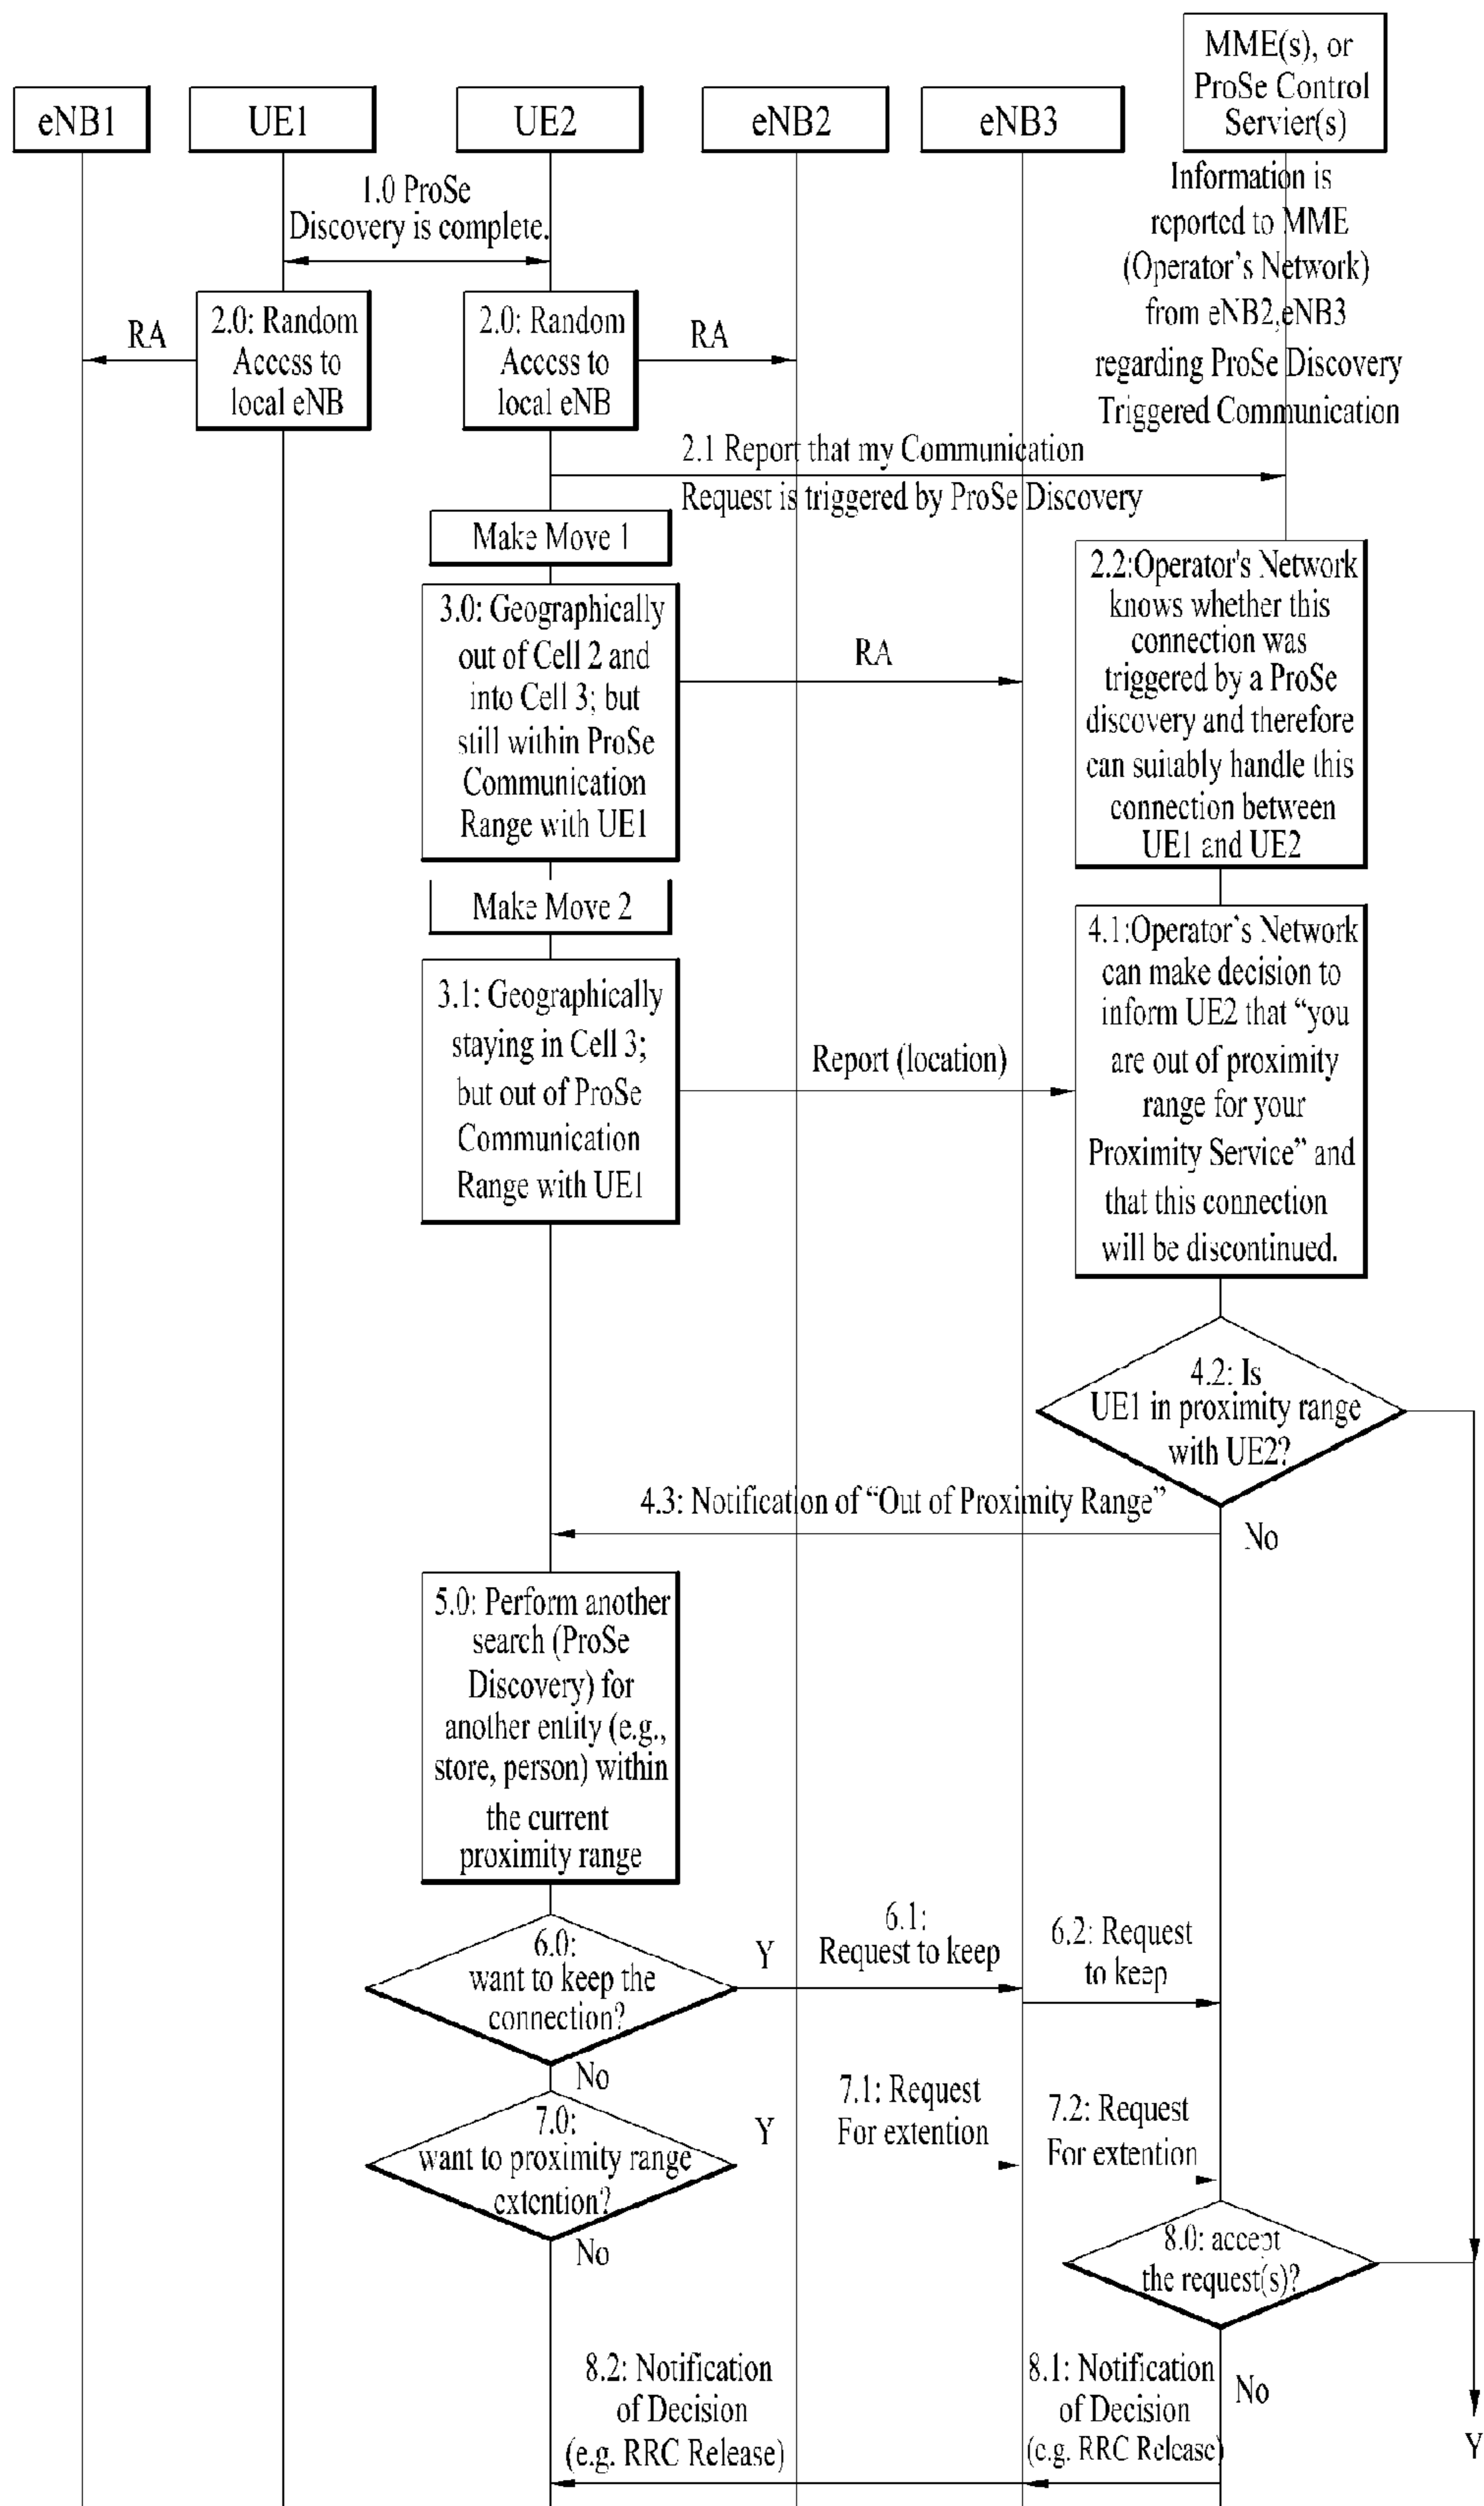 MME(s), or
ProSe Control
Servier(s)
eNB1
UE1
UE2
eNB2
eNB3
1.0 ProSe
Discovery is complete.
Information is
reported to MME
(Operator's Network)
from eNB2,eNB3
regarding ProSe Discovery
Triggered Communication
RA
2.0: Random
Access to
local eNB
2.0: Random
Access to
local eNB
RA
2.1 Report that my Communication
Request is triggered by ProSe Discovery
Make Move 1
2.2:Operator's Network
knows whether this
connection was
triggered by a ProSe
discovery and therefore
can suitably handle this
connection between
UE1 and UE2
3.0: Geographically
out of Cell 2 and
into Cell 3; but
still within ProSe
Communication
Range with UE1
RA
Make Move 2
4.1:Operator's Network
can make decision to
inform UE2 that “you
are out of proximity
range for your
Proximity Service” and
that this connection
will be discontinued.
3.1: Geographically
staying in Cell 3;
but out of ProSe
Communication
Range with UE1
Report (location)
4.2: Is
UE1 in proximity range
with UE2?
4.3: Notification of “Out of Proximity Range”
No
5.0: Perform another
search (ProSe
Discovery) for
another entity (e.g.,
store, person) within
the current
proximity range
6.0:
want to keep the
connection?
Y
6.1:
Request to keep
6.2: Request
to keep
No
7.0:
want to proximity range
extention?
Y
7.1: Request
For extention
7.2: Request
For extention
No
8.0: accept
the request(s)?
8.2: Notification
of Decision
(e.g. RRC Release)
8.1: Notification
of Decision
(e.g. RRC Release)
No
Y